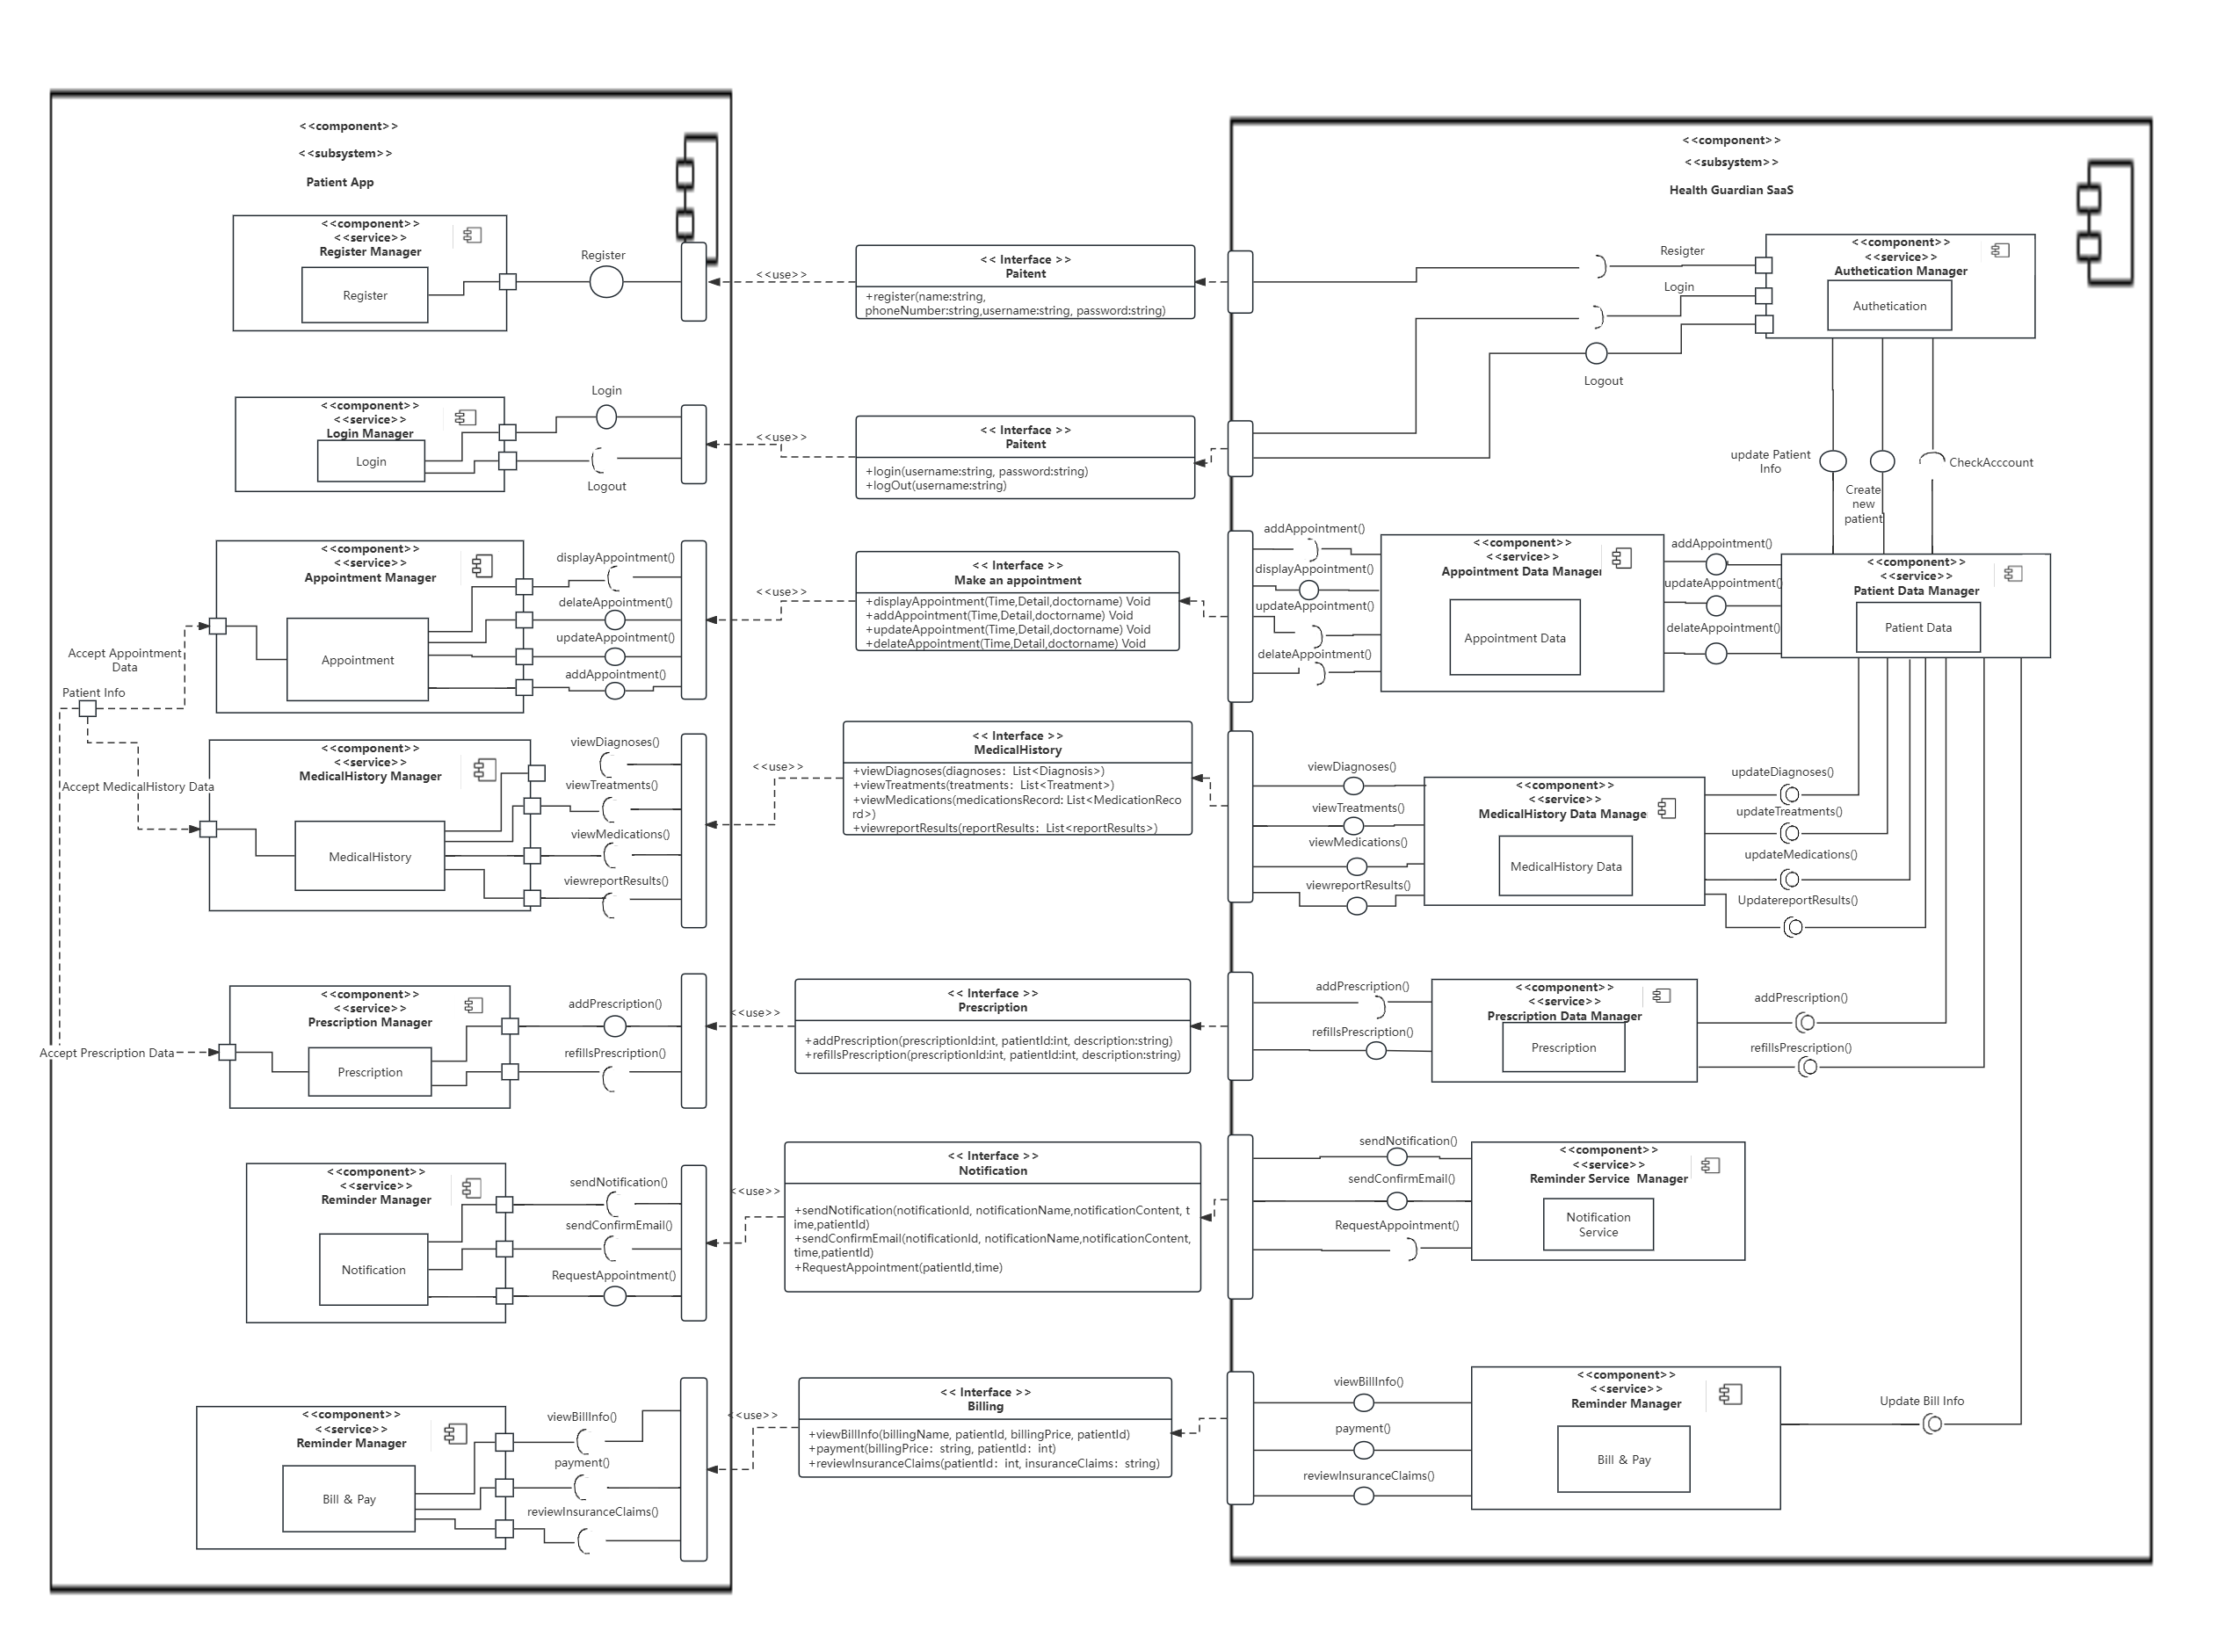 <<component>>
<<subsystem>>
Patient App
<<component>>
<<service>>
Register Manager
Register
Register
<<component>>
<<service>>
Login Manager
Login
Login
Logout
<<component>>
<<service>>
Appointment Manager
Appointment
displayAppointment()
delateAppointment()
updateAppointment()
addAppointment()
Accept Appointment
Data
Patient Info
Accept MedicalHistory Data
<<component>>
<<service>>
MedicalHistory Manager
MedicalHistory
viewDiagnoses()
viewTreatments()
viewMedications()
viewreportResults()
Accept Prescription Data
<<component>>
<<service>>
Prescription Manager
Prescription
addPrescription()
refillsPrescription()
<<component>>
<<service>>
Reminder Manager
Notification
sendNotification()
sendConfirmEmail()
RequestAppointment()
<<component>>
<<service>>
Reminder Manager
Bill & Pay
viewBillInfo()
payment()
reviewInsuranceClaims()
<<use>>
<< Interface >>
Paitent
+register(name:string,
phoneNumber:string,username:string, password:string)
<<use>>
<< Interface >>
Paitent
+login(username:string, password:string)
+logOut(username:string)
<<use>>
<< Interface >>
Make an appointment
+displayAppointment(Time,Detail,doctorname) Void
+addAppointment(Time,Detail,doctorname) Void
+updateAppointment(Time,Detail,doctorname) Void
+delateAppointment(Time,Detail,doctorname) Void
<<use>>
<< Interface >>
MedicalHistory
+viewDiagnoses(diagnoses: List<Diagnosis>)
+viewTreatments(treatments: List<Treatment>)
+viewMedications(medicationsRecord: List<MedicationReco
rd>)
+viewreportResults(reportResults: List<reportResults>)
<<use>>
<< Interface >>
Prescription
+addPrescription(prescriptionId:int, patientId:int, description:string)
+refillsPrescription(prescriptionId:int, patientId:int, description:string)
<<use>>
<< Interface >>
Notification
+sendNotification(notificationId, notificationName,notificationContent, t
ime,patientId)
+sendConfirmEmail(notificationId, notificationName,notificationContent,
time,patientId)
+RequestAppointment(patientId,time)
<<use>>
<< Interface >>
Billing
+viewBillInfo(billingName, patientId, billingPrice, patientId)
+payment(billingPrice: string, patientId: int)
+reviewInsuranceClaims(patientId: int, insuranceClaims: string)
<<component>>
<<subsystem>>
Health Guardian SaaS
Resigter
Login
Logout
<<component>>
<<service>>
Authetication Manager
Authetication
update Patient
Info
Create
new
patient
CheckAcccount
addAppointment()
displayAppointment()
updateAppointment()
delateAppointment()
<<component>>
<<service>>
Appointment Data Manager
Appointment Data
addAppointment()
updateAppointment()
delateAppointment()
<<component>>
<<service>>
Patient Data Manager
Patient Data
viewDiagnoses()
viewTreatments()
viewMedications()
viewreportResults()
<<component>>
<<service>>
MedicalHistory Data Manage
MedicalHistory Data
updateDiagnoses()
updateTreatments()
updateMedications()
UpdatereportResults()
addPrescription()
refillsPrescription()
<<component>>
<<service>>
Prescription Data Manager
Prescription
addPrescription()
refillsPrescription()
sendNotification()
sendConfirmEmail()
RequestAppointment()
<<component>>
<<service>>
Reminder Service  Manager
Notification
Service
viewBillInfo()
payment()
reviewInsuranceClaims()
<<component>>
<<service>>
Reminder Manager
Bill & Pay
Update Bill Info